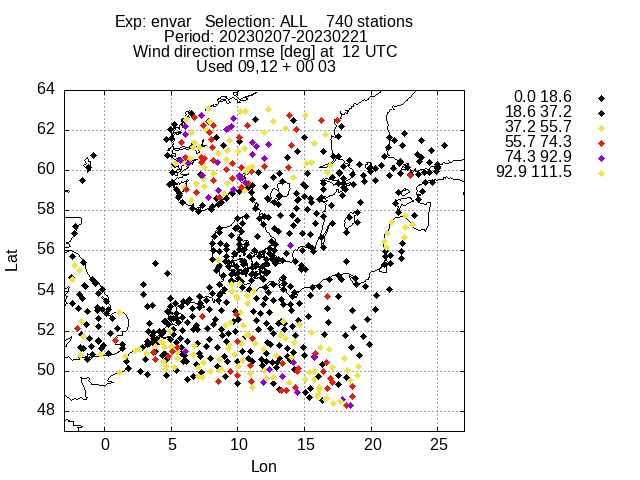 Exp: envar   Selection: ALL    740 stations
Period: 20230207-20230221
Wind direction rmse [deg] at  12 UTC
Used 09,12 + 00 03
64
62
60
58
56
54
52
50
48
Lat
0 5 10 15 20 25
Lon
0.0 18.6
18.6 37.2
37.2 55.7
55.7 74.3
74.3 92.9
92.9 111.5